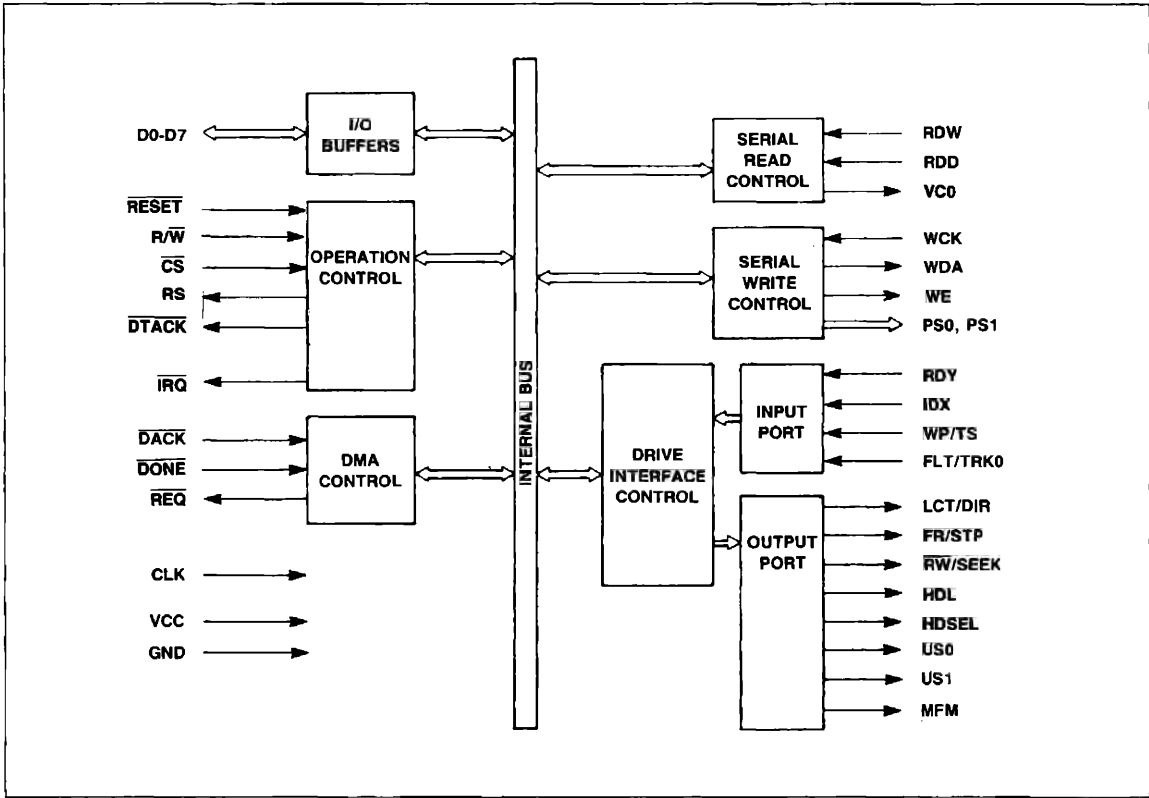 D0-D7
I/O
BUFFERS
RESET
R/W
CS
RS
DTACK
IRQ
OPERATION
CONTROL
DACK
DONE
REQ
DMA
CONTROL
CLK
VCC
GND
INTERNAL BUS
SERIAL
READ
CONTROL
RDW
RDD
VC0
SERIAL
WRITE
CONTROL
WCK
WDA
WE
PS0, PS1
DRIVE
INTERFACE
CONTROL
INPUT
PORT
RDY
IDX
WP/TS
FLT/TRK0
OUTPUT
PORT
LCT/DIR
FR/STP
RW/SEEK
HDL
HDSEL
US0
US1
MFM